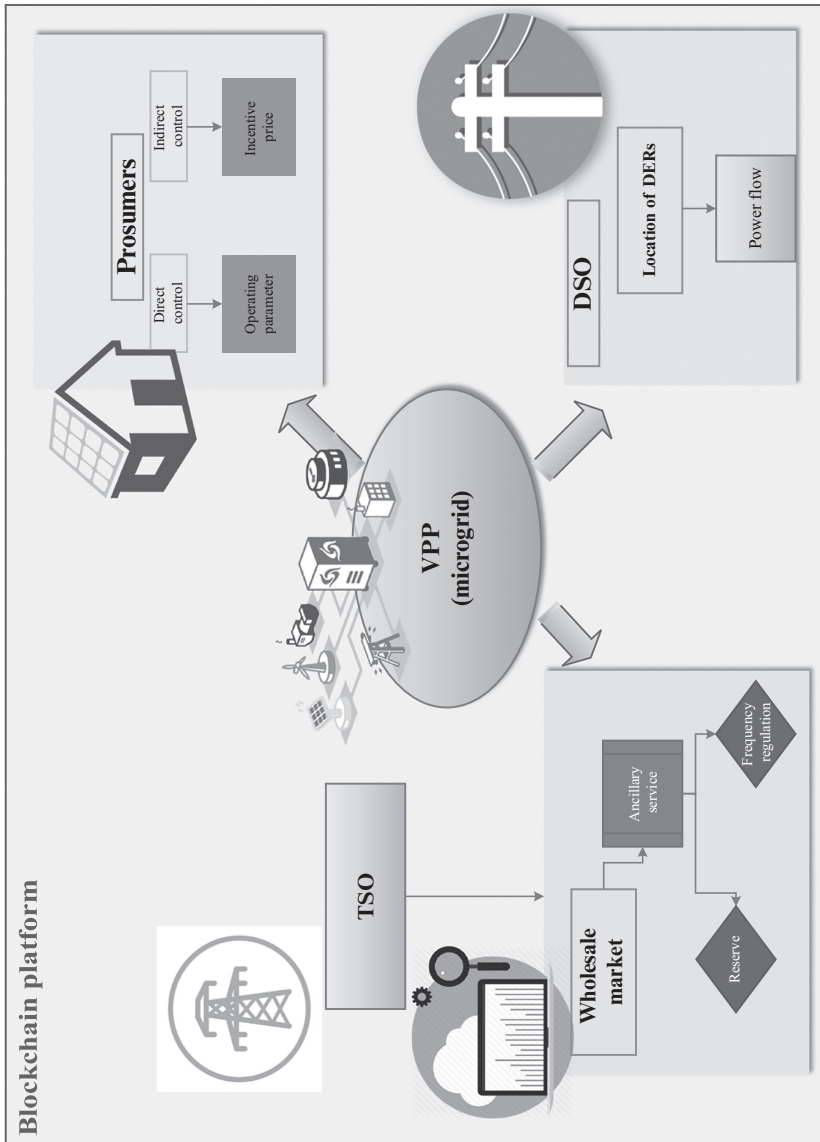 Blockchain platform
TSO
Wholesale
market
Ancillary
service
Reserve
Frequency
regulation
VPP
(microgrid)
Prosumers
Direct
control
Indirect
control
Operating
parameter
Incentive
price
DSO
Location of DERs
Power flow